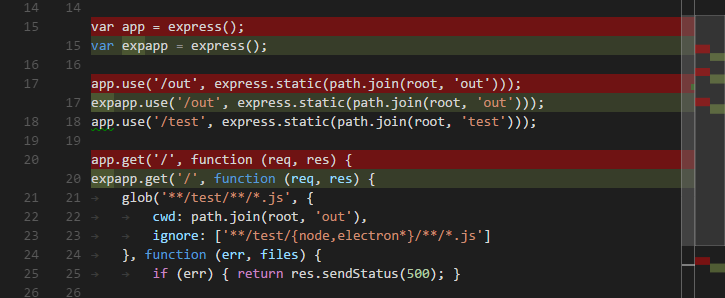 14 14
15 var app = express();
15 var expapp = express();
16 16
17 app.use('/out', express.static(path.join(root, 'out')));
17 expapp.use('/out', express.static(path.join(root, 'out')));
18 18 app.use('/test', express.static(path.join(root, 'test')));
19 19
20 app.get('/', function (req, res) {
20 expapp.get('/', function (req, res) {
21 21 → glob('**/test/**/*.js', {
22 22 → → cwd: path.join(root, 'out'),
23 23 → → ignore: ['**/test/{node,electron*}/**/*.js']
24 24 → }, function (err, files) {
25 25 → → if (err) { return res.sendStatus(500); }
26 26